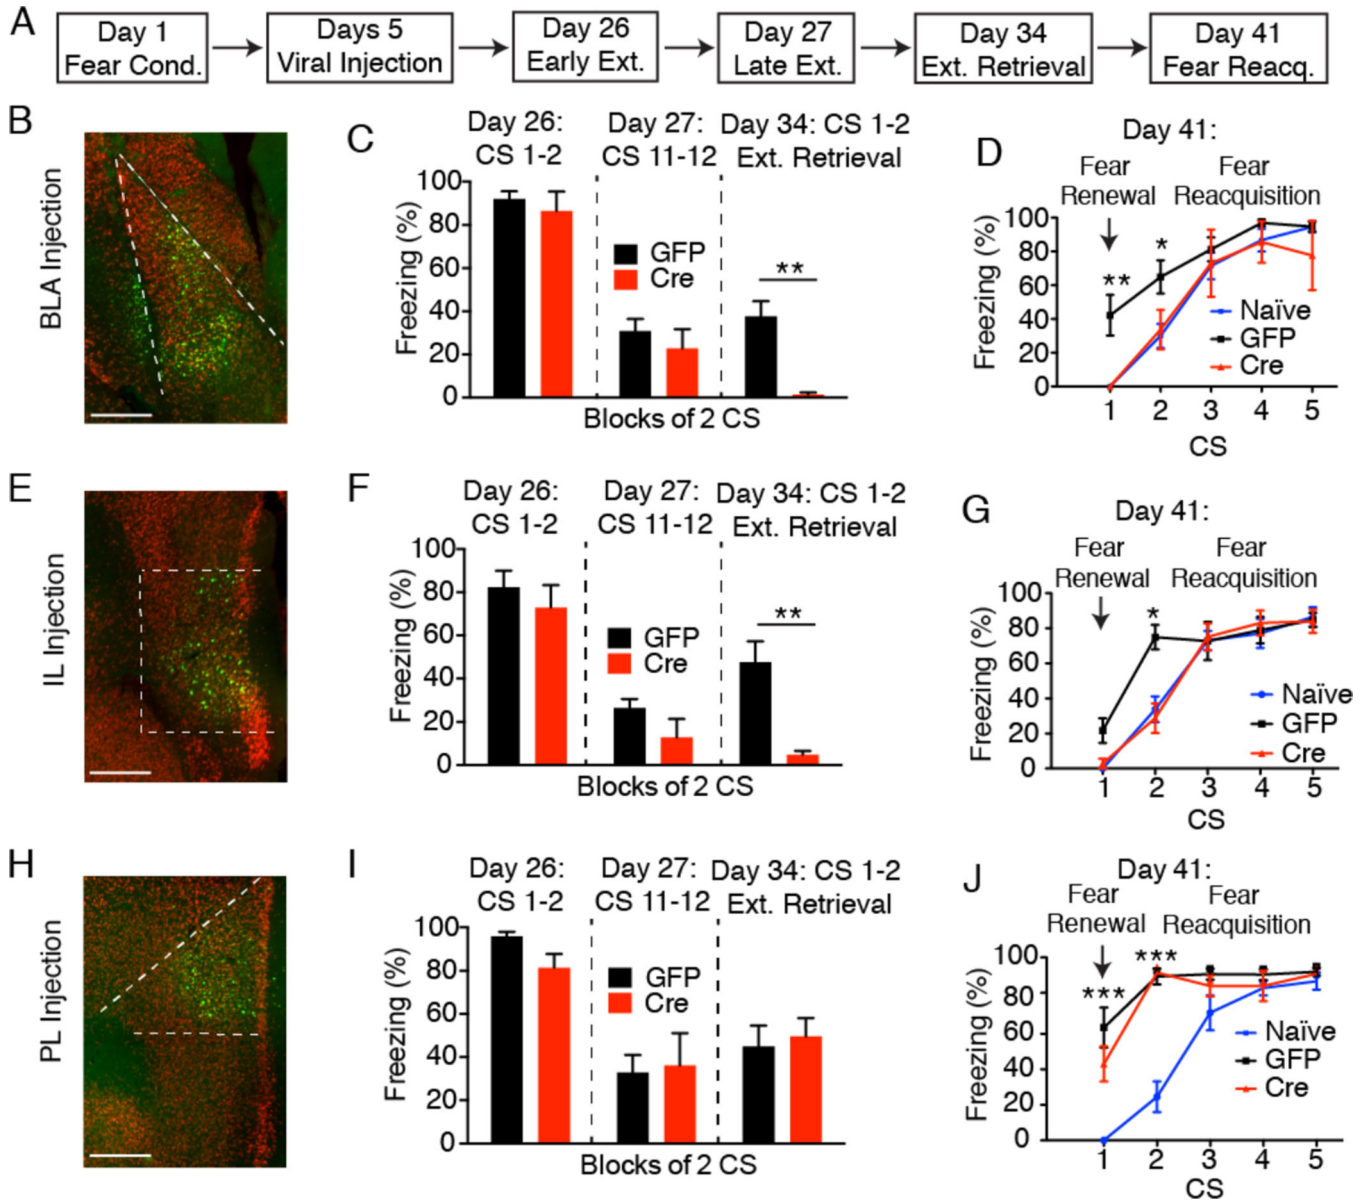 A
Day 1
Fear Cond.
Days 5
Viral Injection
Day 26
Early Ext.
Day 27
Late Ext.
Day 34
Ext. Retrieval
Day 41
Fear Reacq.
B
BLA Injection
C
Day 26:
CS 1-2
Day 27:
CS 11-12
Day 34: CS 1-2
Ext. Retrieval
Freezing (%)
100
80
60
40
20
0
GFP
Cre
**
Blocks of 2 CS
D
Day 41:
Fear
Renewal
Fear
Reacquisition
Freezing (%)
100
80
60
40
20
0
**
*
Naïve
GFP
Cre
1 2 3 4 5
CS
E
IL Injection
F
Day 26:
CS 1-2
Day 27:
CS 11-12
Day 34: CS 1-2
Ext. Retrieval
Freezing (%)
100
80
60
40
20
0
GFP
Cre
**
Blocks of 2 CS
G
Day 41:
Fear
Renewal
Fear
Reacquisition
Freezing (%)
100
80
60
40
20
0
*
Naïve
GFP
Cre
1 2 3 4 5
CS
H
PL Injection
I
Day 26:
CS 1-2
Day 27:
CS 11-12
Day 34: CS 1-2
Ext. Retrieval
Freezing (%)
100
80
60
40
20
0
GFP
Cre
Blocks of 2 CS
J
Day 41:
Fear
Renewal
Fear
Reacquisition
Freezing (%)
100
80
60
40
20
0
***
***
Naïve
GFP
Cre
1 2 3 4 5
CS